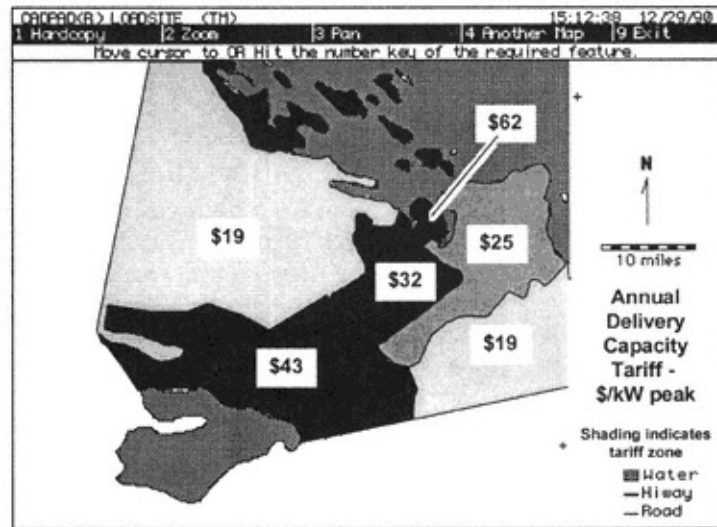 CADPAD(R) LOADSITE (TM) 15:12:38 12/29/90
1 Hardcopy 2 Zoom 3 Pan 4 Another Map 9 Exit
Move cursor to OR Hit the number key of the required feature.
$62
N
$19
$25
$32
10 miles
$19
$43
Annual
Delivery
Capacity
Tariff -
$/kW peak
Shading indicates
tariff zone
Water
Hiway
Road